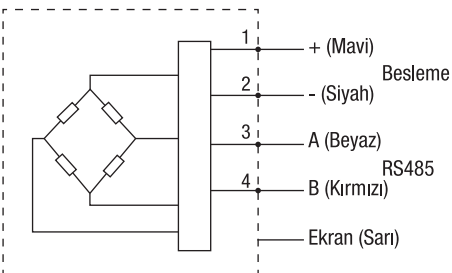 1 + (Mavi)
Besleme
2 - (Siyah)
3 A (Beyaz)
RS485
4 B (Kırmızı)
Ekran (Sarı)